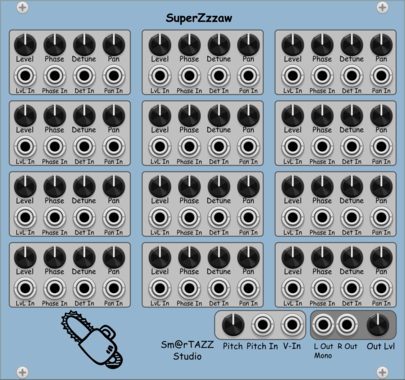 SuperZzzaw
Level Phase Detune Pan Level Phase Detune Pan Level Phase Detune Pan
LvL In Phase In Det In Pan In LvL In Phase In Det In Pan In LvL In Phase In Det In Pan In
Level Phase Detune Pan Level Phase Detune Pan Level Phase Detune Pan
LvL In Phase In Det In Pan In LvL In Phase In Det In Pan In LvL In Phase In Det In Pan In
Level Phase Detune Pan Level Phase Detune Pan Level Phase Detune Pan
LvL In Phase In Det In Pan In LvL In Phase In Det In Pan In LvL In Phase In Det In Pan In
Level Phase Detune Pan Level Phase Detune Pan Level Phase Detune Pan
LvL In Phase In Det In Pan In LvL In Phase In Det In Pan In LvL In Phase In Det In Pan In
Sm@rTAZZ Pitch Pitch In V-In L Out R Out Out Lvl
Studio Mono